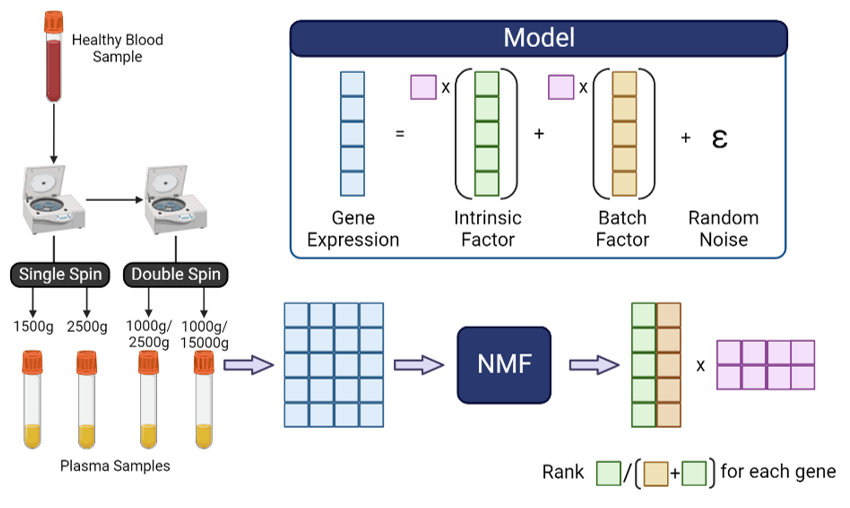 Healthy Blood
Sample
Model
x
x
=
+
+ ε
Gene
Expression
Intrinsic
Factor
Batch
Factor
Random
Noise
Single Spin
Double Spin
1500g
2500g
1000g/
2500g
1000g/
15000g
NMF
x
Plasma Samples
Rank / ( + ) for each gene